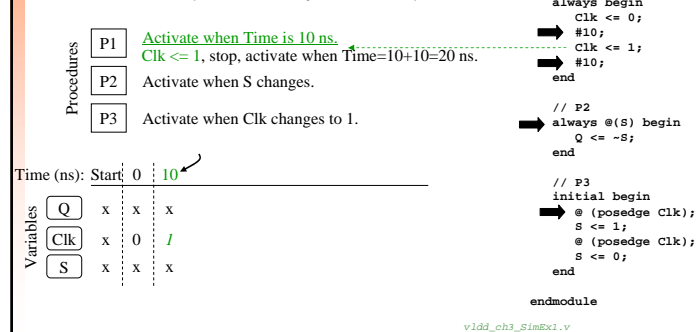 Procedures
P1
Activate when Time is 10 ns.
Clk <= 1, stop, activate when Time=10+10=20 ns.
P2
Activate when S changes.
P3
Activate when Clk changes to 1.
Time (ns): Start 0 10
Variables
Q x x x
Clk x 0 1
S x x x
always begin
Clk <= 0;
#10;
Clk <= 1;
#10;
end
// P2
always @(S) begin
Q <= ~S;
end
// P3
initial begin
@ (posedge Clk);
S <= 1;
@ (posedge Clk);
S <= 0;
end
endmodule
vldd_ch3_SimEx1.v